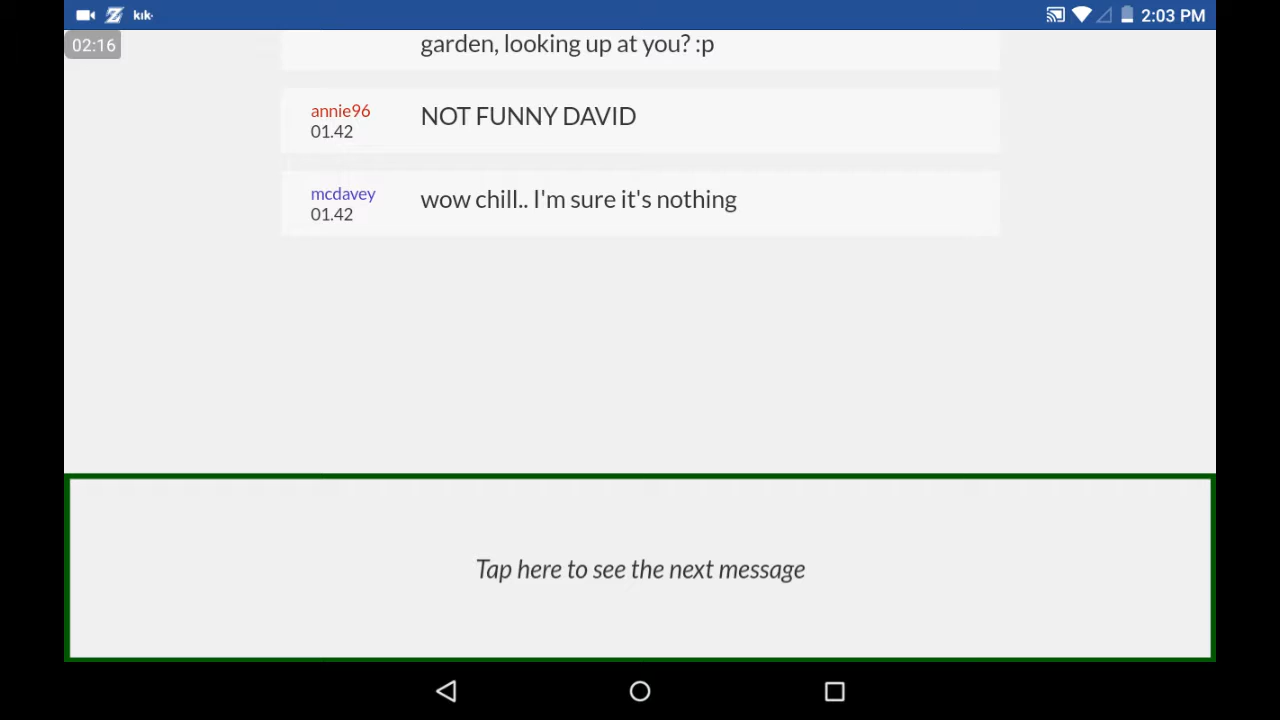 kik·
2:03 PM
02:16
garden, looking up at you? :p
annie96
01.42
NOT FUNNY DAVID
mcdavey
01.42
wow chill.. I'm sure it's nothing
Tap here to see the next message